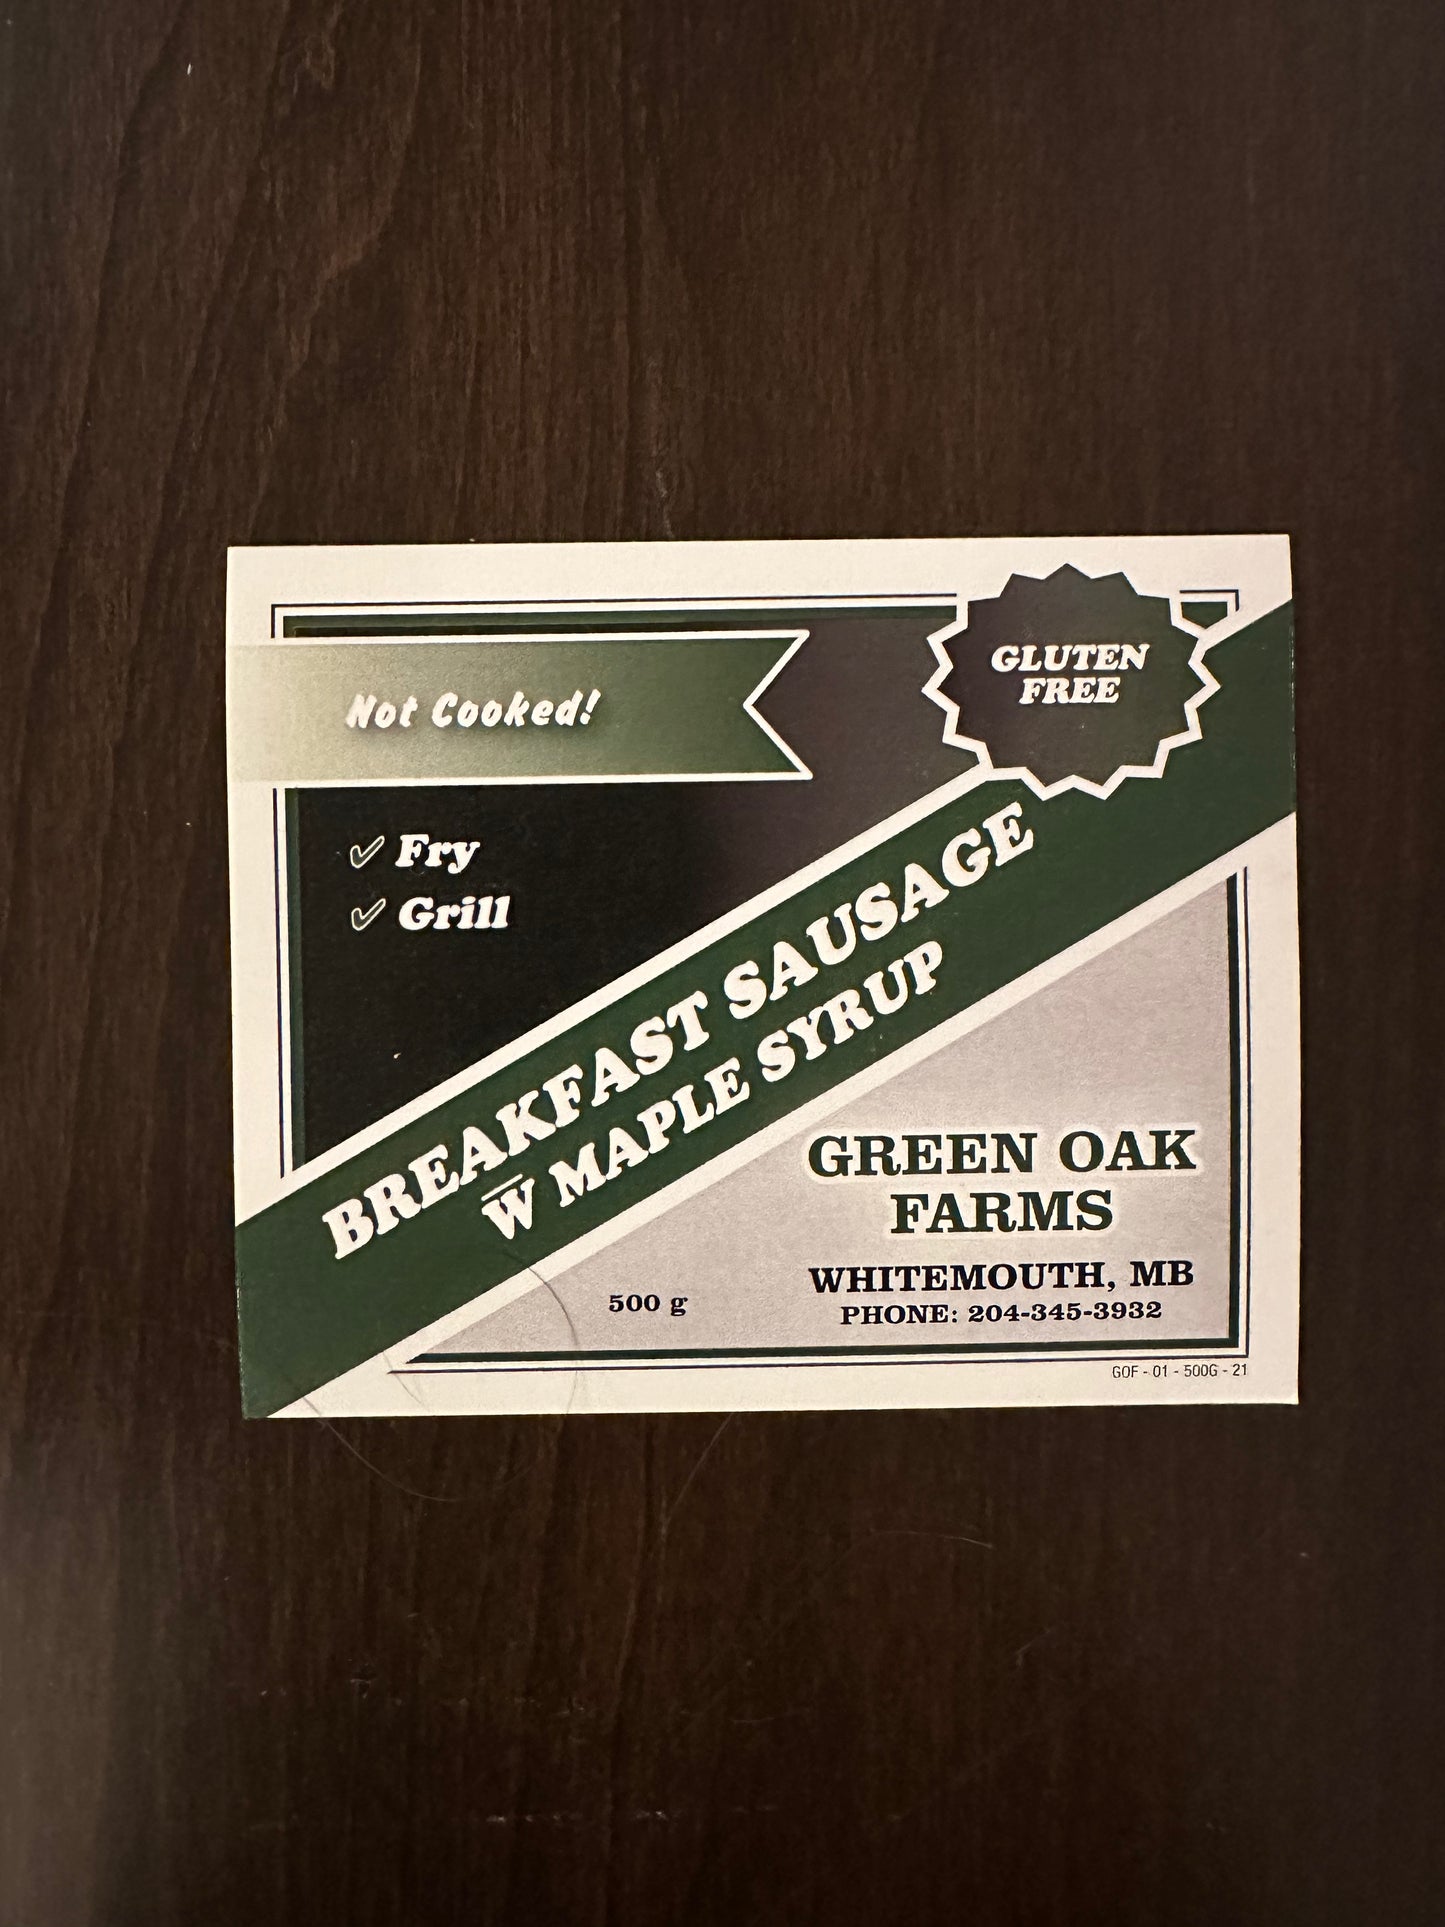 Not Cooked!
GLUTEN
FREE
✓ Fry
✓ Grill
BREAKFAST SAUSAGE
W̅ MAPLE SYRUP
GREEN OAK
FARMS
WHITEMOUTH, MB
PHONE: 204-345-3932
500 g
GOF - 01 - 500G - 21